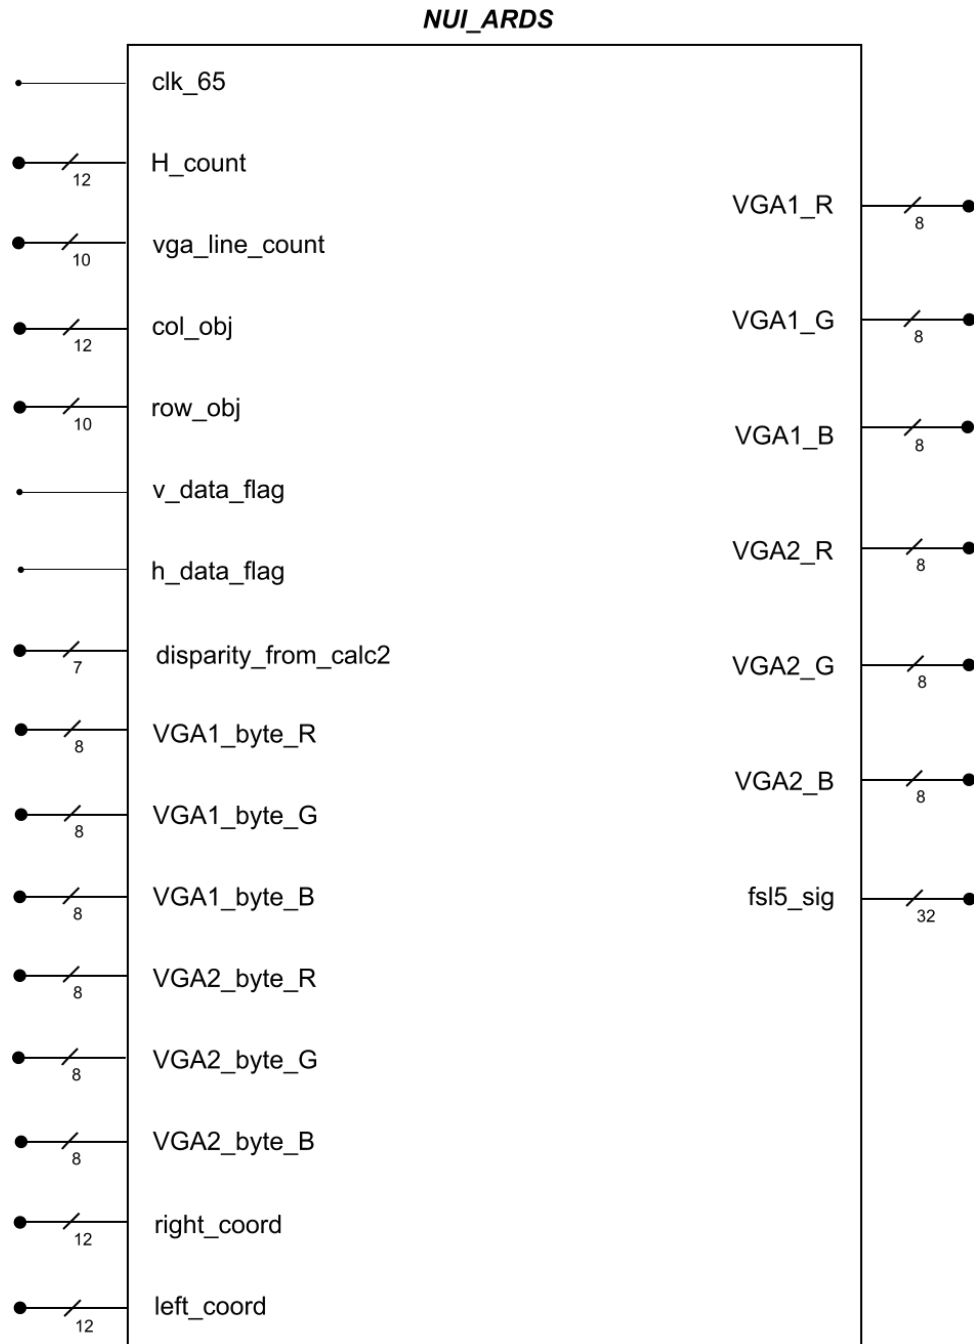 NUI_ARDS
clk_65
12
H_count
10
vga_line_count
12
col_obj
10
row_obj
v_data_flag
h_data_flag
7
disparity_from_calc2
8
VGA1_byte_R
8
VGA1_byte_G
8
VGA1_byte_B
8
VGA2_byte_R
8
VGA2_byte_G
8
VGA2_byte_B
12
right_coord
12
left_coord
VGA1_R
8
VGA1_G
8
VGA1_B
8
VGA2_R
8
VGA2_G
8
VGA2_B
8
fsl5_sig
32